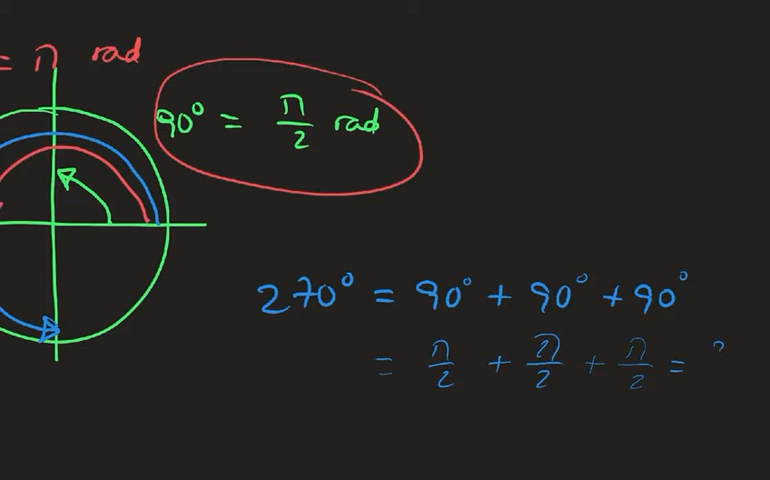 = π rad
90° = π/2 rad
270° = 90° + 90° + 90°
= π/2 + π/2 + π/2 =